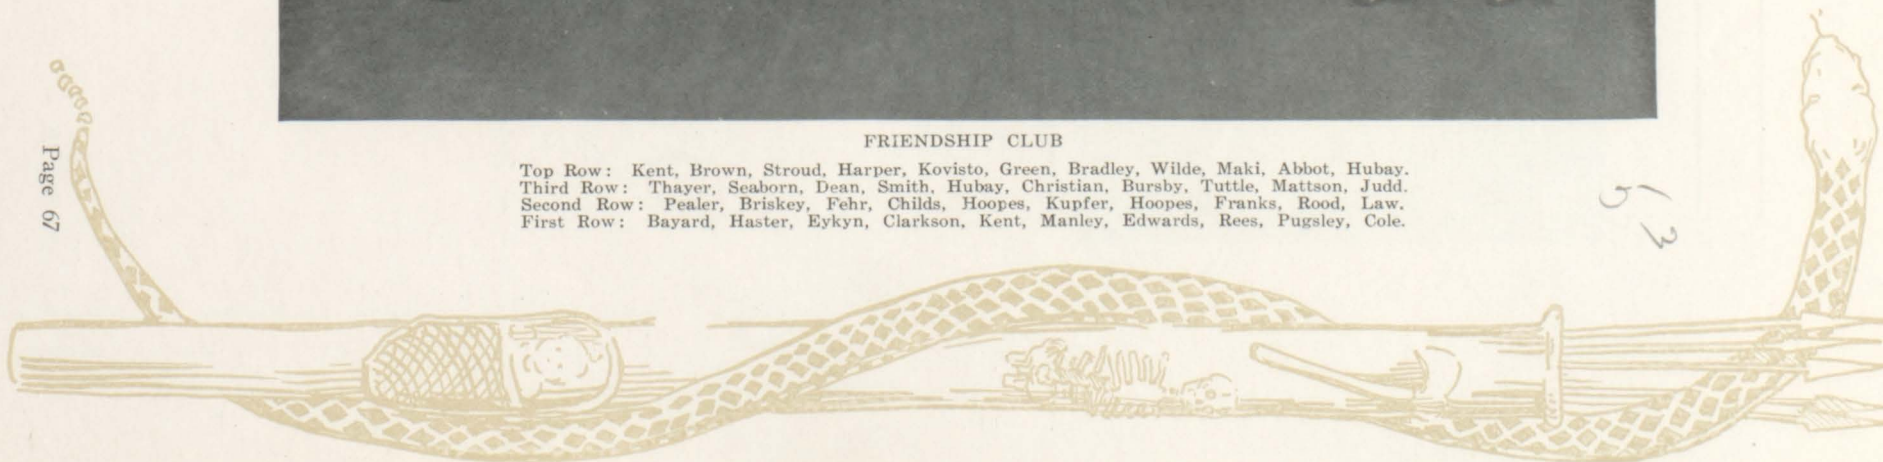 FRIENDSHIP CLUB
Top Row: Kent, Brown, Stroud, Harper, Kovisto, Green, Bradley, Wilde, Maki, Abbot, Hubay.
Third Row: Thayer, Seaborn, Dean, Smith, Hubay, Christian, Bursby, Tuttle, Mattson, Judd.
Second Row: Pealer, Briskey, Fehr, Childs, Hoopes, Kupfer, Hoopes, Franks, Rood, Law.
First Row: Bayard, Haster, Eykyn, Clarkson, Kent, Manley, Edwards, Rees, Pugsley, Cole.
Page 67